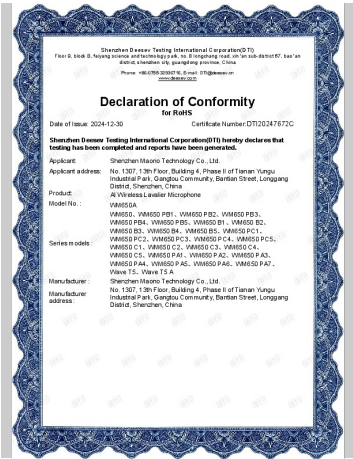 Shenzhen Deesev Testing International Corporation(DTI)
Floor 9, block B, feiyang science and technology park, no. 8 longchang road, xin'an sub-district 67, bao'an
district, shenzhen city, guangdong province, China
Phone: +86-0755-32936716, E-mail: DTI@deesev.cn
www.deesev.com
Declaration of Conformity
for RoHS
Date of Issue: 2024-12-30 Certificate Number:DTI20247672C
Shenzhen Deesev Testing International Corporation(DTI) hereby declares that
testing has been completed and reports have been generated.
Applicant: Shenzhen Maono Technology Co., Ltd.
Applicant address: No. 1307, 13th Floor, Building 4, Phase II of Tianan Yungu
Industrial Park, Gangtou Community, Bantian Street, Longgang
District, Shenzhen, China
Product: AI Wireless Lavalier Microphone
Model No. : WM650A
Series models : WM650 PB1、WM650 PB2、WM650 PB3、
WM650 PB4、WM650 PB5、WM650 B1、WM650 B2、
WM650 B3、WM650 B4、WM650 B5、WM650 PC1、
WM650 PC2、WM650 PC3、WM650 PC4、WM650 PC5、
WM650 C1、WM650 C2、WM650 C3、WM650 C4、
WM650 C5、WM650 PA1、WM650 PA2、WM650 PA3、
WM650 PA4、WM650 PA5、WM650 PA6、WM650 PA7、
Wave T5、Wave T5 A
Manufacturer : Shenzhen Maono Technology Co., Ltd.
Manufacturer address : No. 1307, 13th Floor, Building 4, Phase II of Tianan Yungu
Industrial Park, Gangtou Community, Bantian Street, Longgang
District, Shenzhen, China